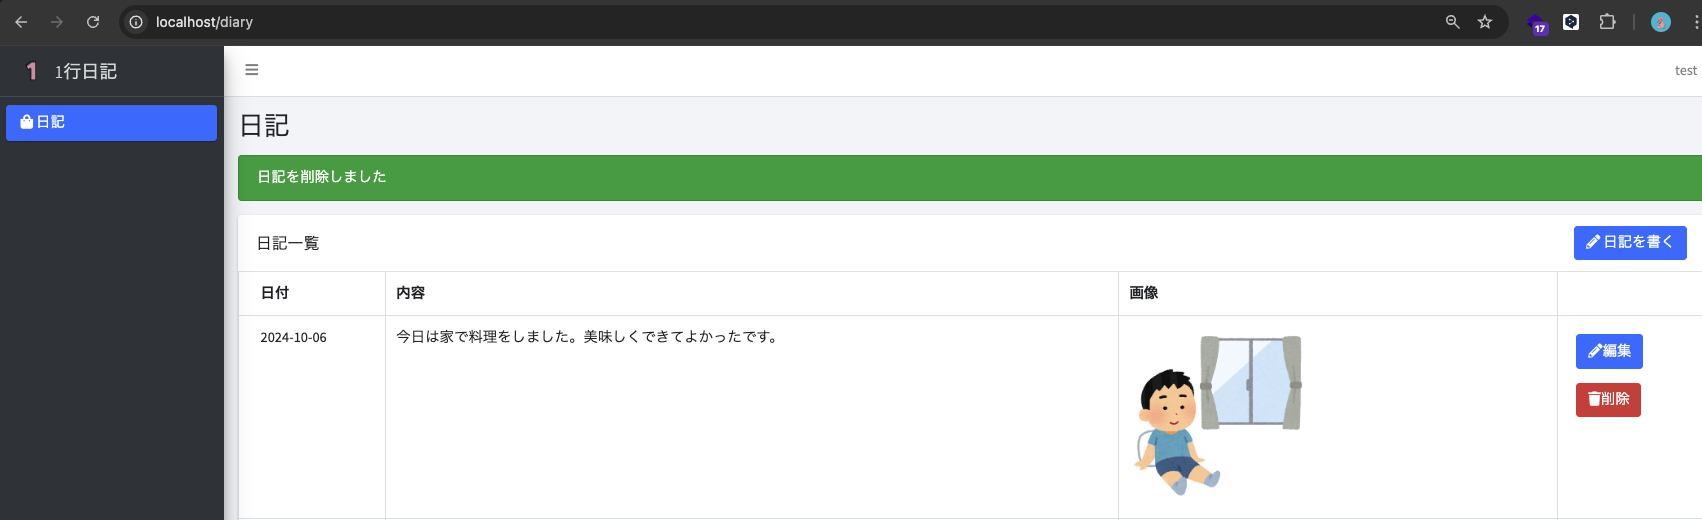 localhost/diary
17
1 1行日記
test
日記
日記
日記を削除しました
日記一覧
日記を書く
日付 内容 画像
2024-10-06 今日は家で料理をしました。美味しくできてよかったです。
編集
削除